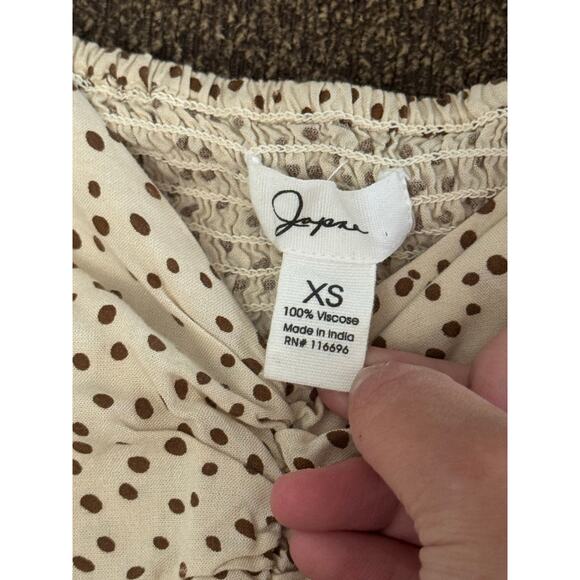 Japna
XS
100% Viscose
Made in India
RN# 116696